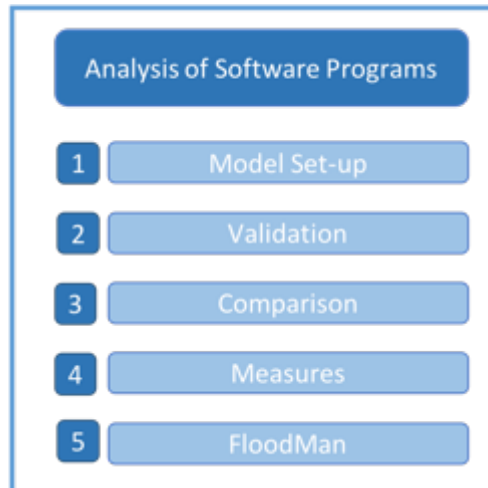 Analysis of Software Programs
1 Model Set-up
2 Validation
3 Comparison
4 Measures
5 FloodMan